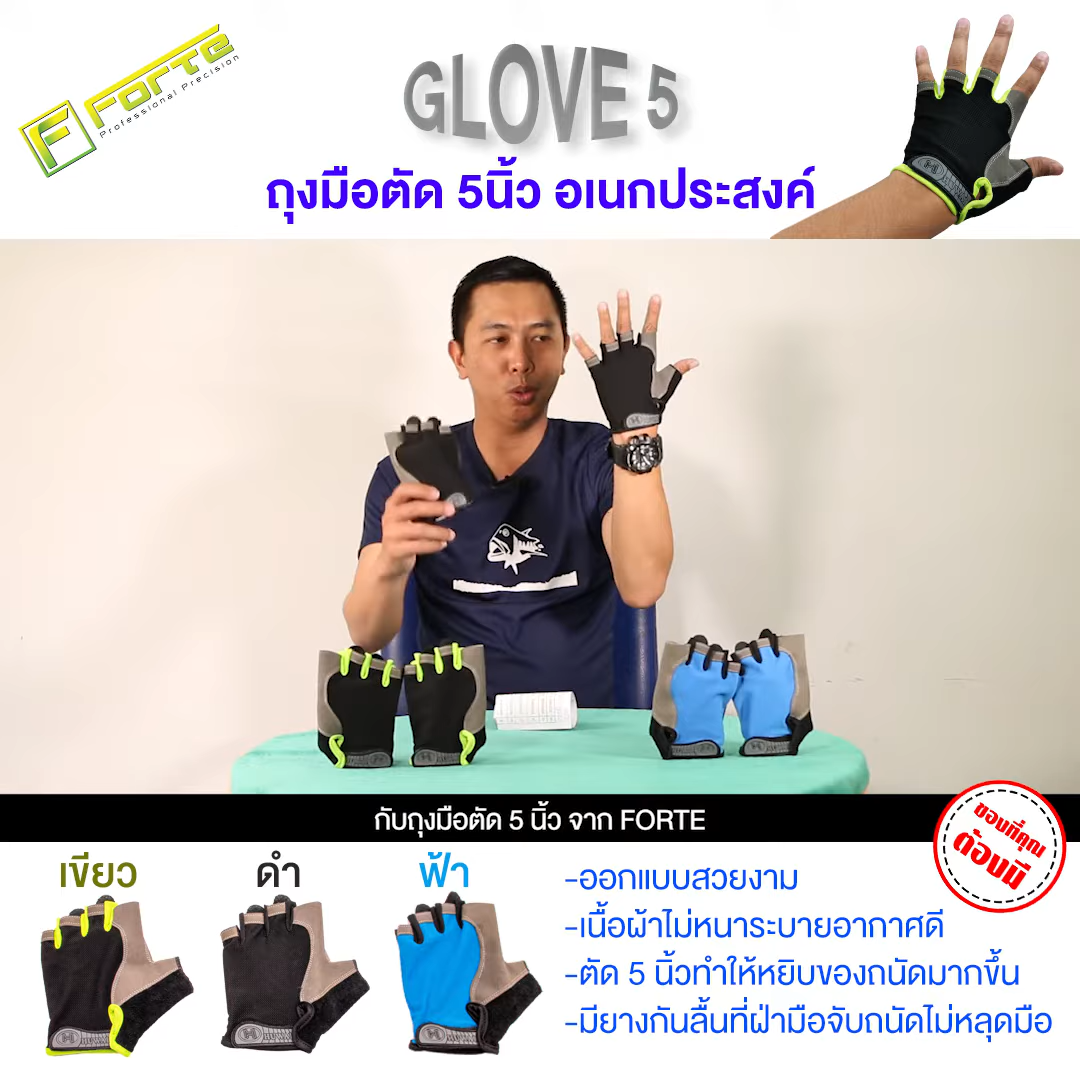 FORTE
Professional Precision
GLOVE 5
ถุงมือตัด 5นิ้ว อเนกประสงค์
กับถุงมือตัด 5 นิ้ว จาก FORTE
ของที่คุณ
ต้องมี
เขียว
ดำ
ฟ้า
-ออกแบบสวยงาม
-เนื้อผ้าไม่หนาระบายอากาศดี
-ตัด 5 นิ้วทำให้หยิบของถนัดมากขึ้น
-มียางกันลื้นที่ฝ่ามือจับถนัดไม่หลุดมือ